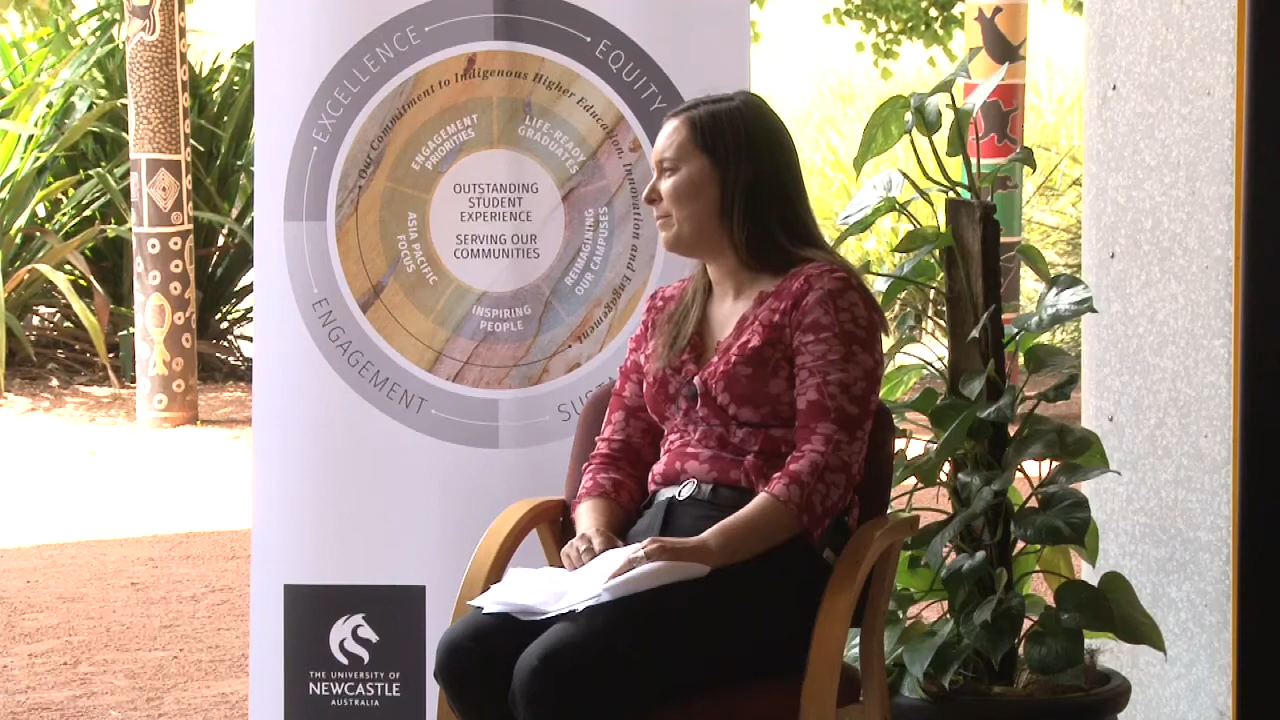 EXCELLENCE
EQUITY
Our Commitment to Indigenous Higher Education, Innovation and Engagement
ENGAGEMENT
PRIORITIES
LIFE-READY
GRADUATES
OUTSTANDING
STUDENT
EXPERIENCE
SERVING OUR
COMMUNITIES
ASIA PACIFIC
FOCUS
REIMAGINING
OUR CAMPUSES
INSPIRING
PEOPLE
ENGAGEMENT
THE UNIVERSITY OF
NEWCASTLE
AUSTRALIA